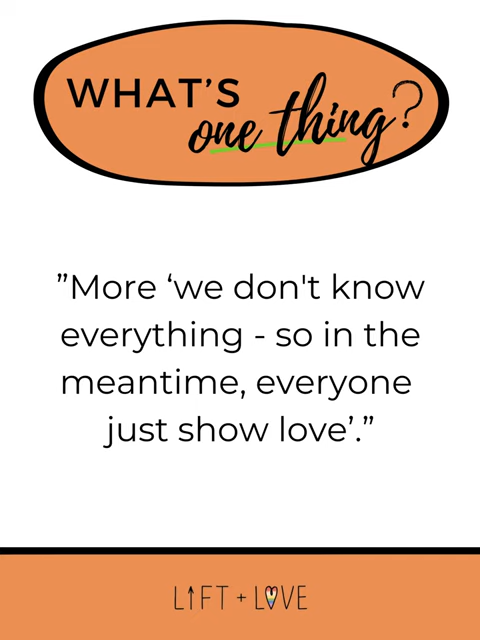 WHAT'S
one thing?
”More ‘we don't know
everything - so in the
meantime, everyone
just show love’.”
LIFT + LOVE